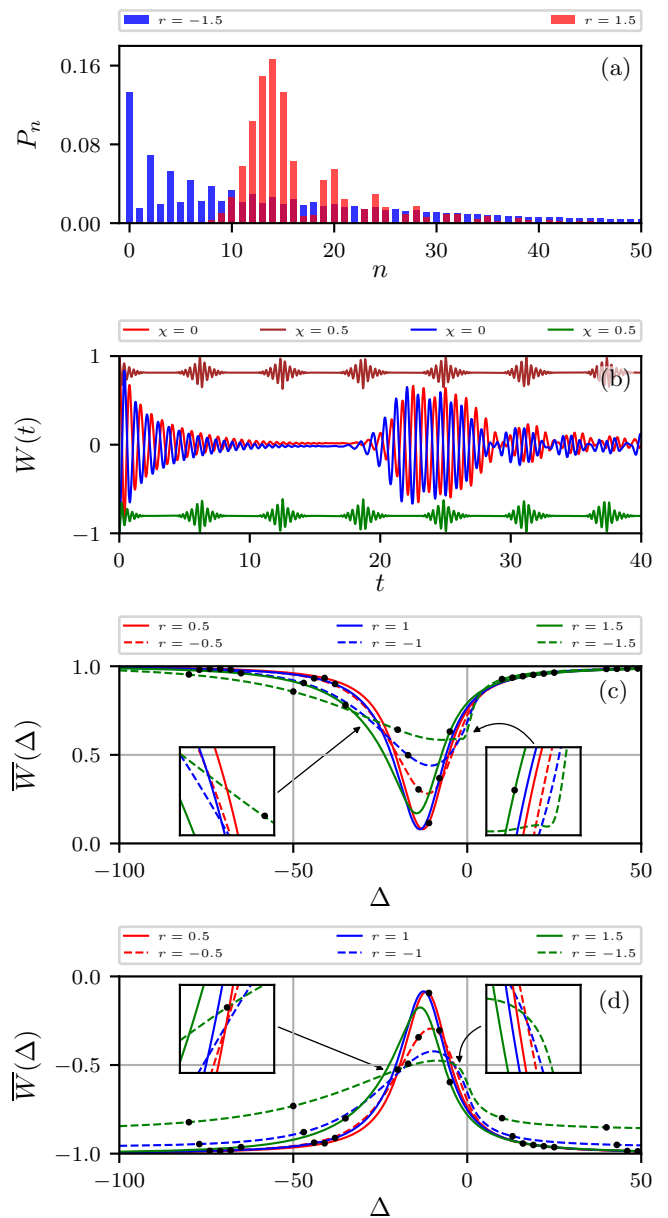 r = −1.5 r = 1.5
0.16 (a)
P_n
0.08
0.00
0 10 20 30 40 50
n
χ = 0 χ = 0.5 χ = 0 χ = 0.5
1 (b)
W(t)
0
−1
0 10 20 30 40
t
r = 0.5 r = 1 r = 1.5
r = −0.5 r = −1 r = −1.5
1.0 (c)
W̅(Δ)
0.5
0.0
−100 −50 0 50
Δ
r = 0.5 r = 1 r = 1.5
r = −0.5 r = −1 r = −1.5
0.0 (d)
W̅(Δ)
−0.5
−1.0
−100 −50 0 50
Δ